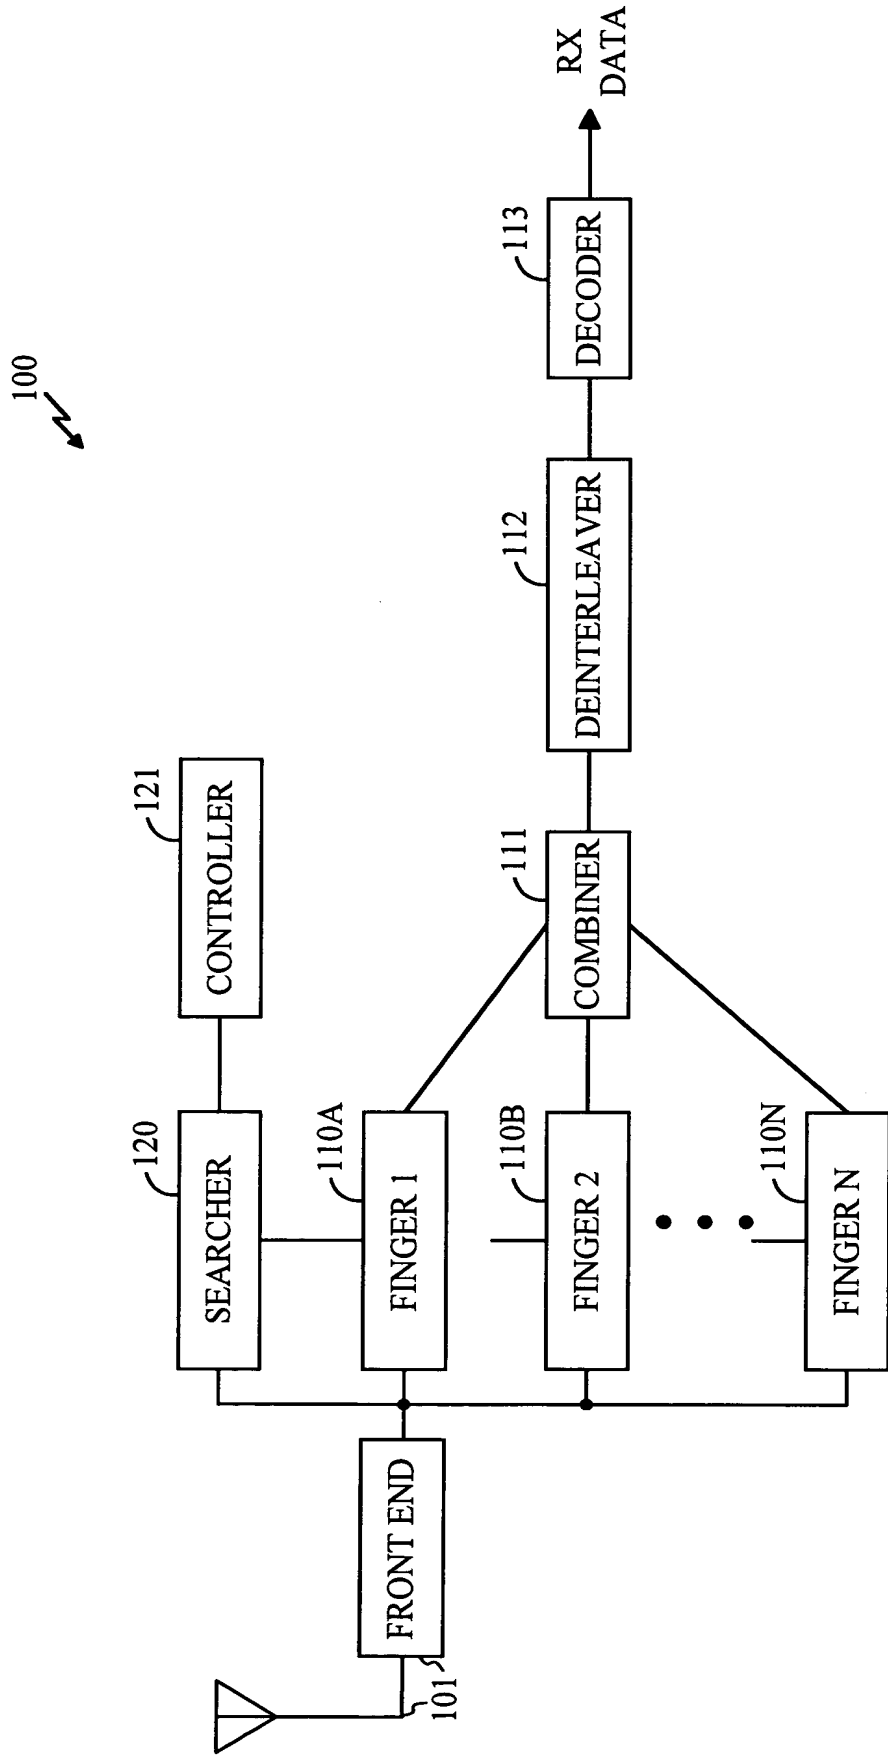 100
120
SEARCHER
121
CONTROLLER
101
FRONT END
110A
FINGER 1
110B
FINGER 2
110N
FINGER N
111
COMBINER
112
DEINTERLEAVER
113
DECODER
RX
DATA